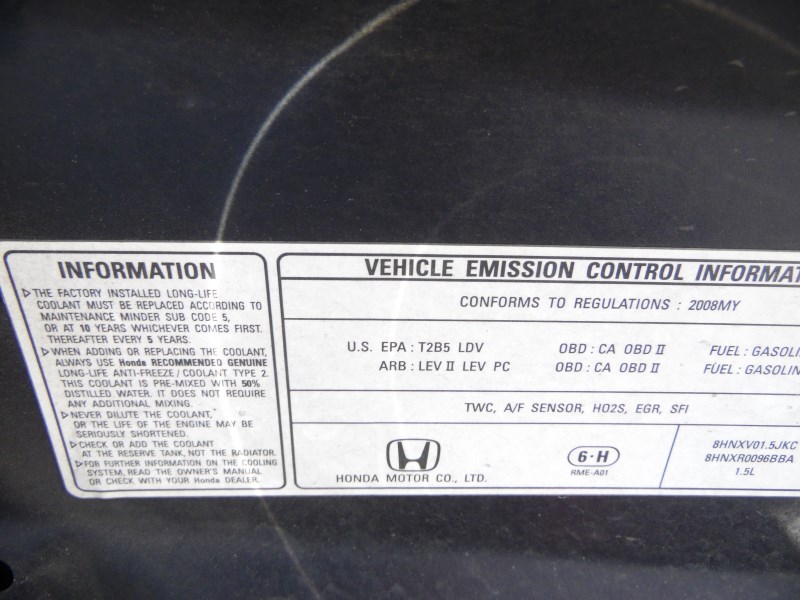 INFORMATION
▷THE FACTORY INSTALLED LONG-LIFE
COOLANT MUST BE REPLACED ACCORDING TO
MAINTENANCE MINDER SUB CODE 5,
OR AT 10 YEARS WHICHEVER COMES FIRST.
THEREAFTER EVERY 5 YEARS.
▷WHEN ADDING OR REPLACING THE COOLANT,
ALWAYS USE Honda RECOMMENDED GENUINE
LONG-LIFE ANTI-FREEZE/COOLANT TYPE 2.
THIS COOLANT IS PRE-MIXED WITH 50%
DISTILLED WATER. IT DOES NOT REQUIRE
ANY ADDITIONAL MIXING.
▷NEVER DILUTE THE COOLANT,
OR THE LIFE OF THE ENGINE MAY BE
SERIOUSLY SHORTENED.
▷CHECK OR ADD THE COOLANT
AT THE RESERVE TANK, NOT THE RADIATOR.
▷FOR FURTHER INFORMATION ON THE COOLING
SYSTEM, READ THE OWNER'S MANUAL
OR CHECK WITH YOUR Honda DEALER.
VEHICLE EMISSION CONTROL INFORMAT
CONFORMS TO REGULATIONS : 2008MY
U.S. EPA : T2B5 LDV OBD : CA OBD II FUEL : GASOLIN
ARB : LEV II LEV PC OBD : CA OBD II FUEL : GASOLIN
TWC, A/F SENSOR, HO2S, EGR, SFI
HONDA MOTOR CO., LTD.
6·H
RME-A01
8HNXV01.5JKC
8HNXR0096BBA
1.5L